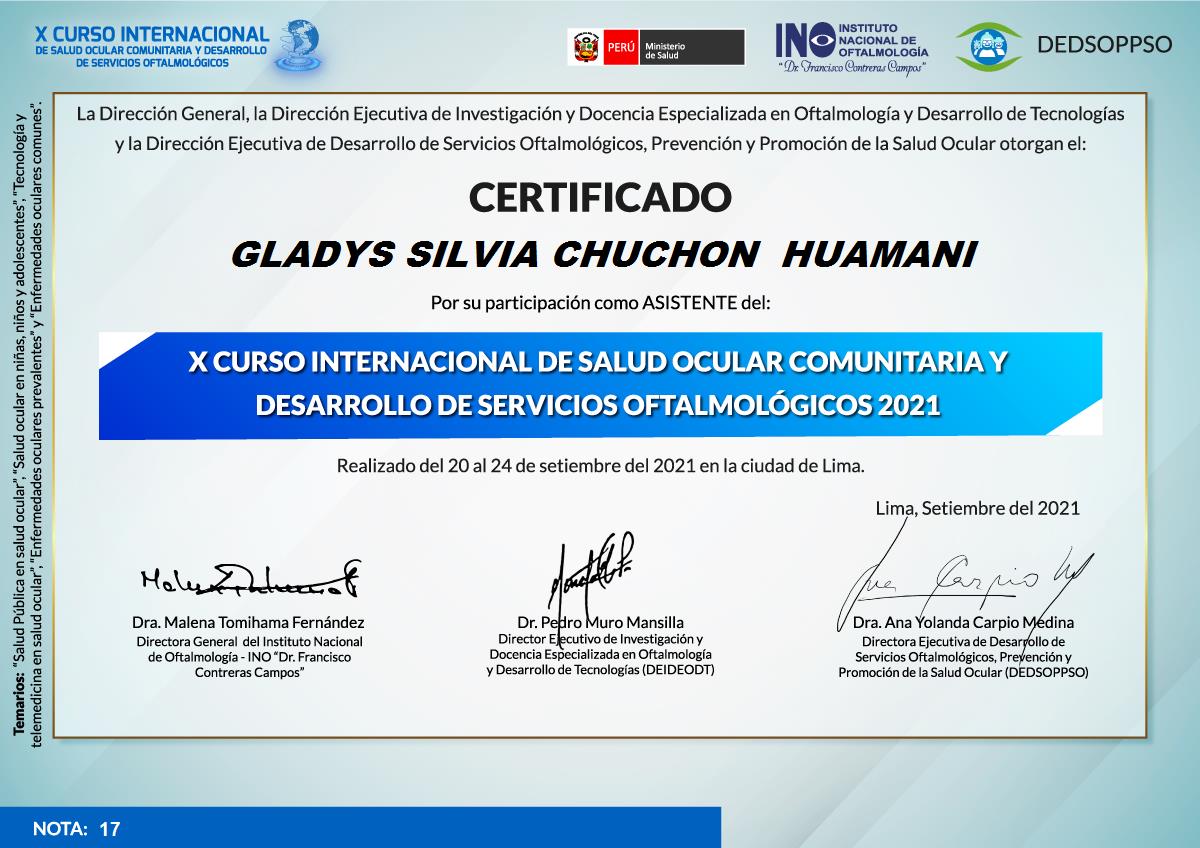 X CURSO INTERNACIONAL
DE SALUD OCULAR COMUNITARIA Y DESARROLLO
DE SERVICIOS OFTALMOLÓGICOS
PERÚ
Ministerio
de Salud
INO
INSTITUTO
NACIONAL DE
OFTALMOLOGÍA
"Dr. Francisco Contreras Campos"
DEDSOPPSO
Temarios: "Salud Pública en salud ocular", "Salud ocular en niñas, niños y adolescentes", "Tecnología y
telemedicina en salud ocular", "Enfermedades oculares prevalentes" y "Enfermedades oculares comunes".
La Dirección General, la Dirección Ejecutiva de Investigación y Docencia Especializada en Oftalmología y Desarrollo de Tecnologías
y la Dirección Ejecutiva de Desarrollo de Servicios Oftalmológicos, Prevención y Promoción de la Salud Ocular otorgan el:
CERTIFICADO
GLADYS SILVIA CHUCHON HUAMANI
Por su participación como ASISTENTE del:
X CURSO INTERNACIONAL DE SALUD OCULAR COMUNITARIA Y
DESARROLLO DE SERVICIOS OFTALMOLÓGICOS 2021
Realizado del 20 al 24 de setiembre del 2021 en la ciudad de Lima.
Lima, Setiembre del 2021
Dra. Malena Tomihama Fernández
Directora General del Instituto Nacional
de Oftalmología - INO "Dr. Francisco
Contreras Campos"
Dr. Pedro Muro Mansilla
Director Ejecutivo de Investigación y
Docencia Especializada en Oftalmología
y Desarrollo de Tecnologías (DEIDEODT)
Dra. Ana Yolanda Carpio Medina
Directora Ejecutiva de Desarrollo de
Servicios Oftalmológicos, Prevención y
Promoción de la Salud Ocular (DEDSOPPSO)
NOTA: 17